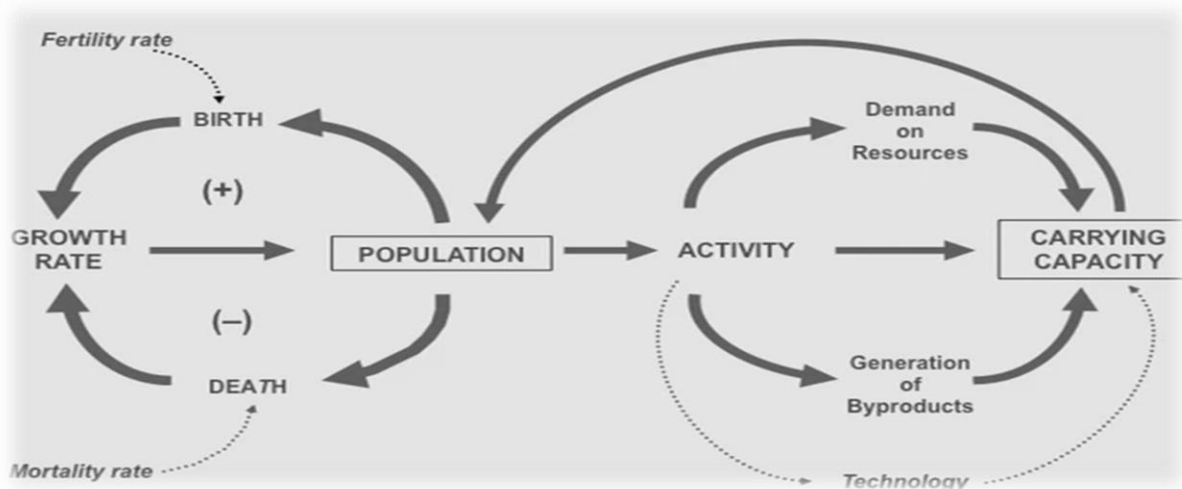 Fertility rate
BIRTH
(+)
GROWTH
RATE
POPULATION
(–)
DEATH
Mortality rate
ACTIVITY
Demand
on
Resources
Generation
of
Byproducts
Technology
CARRYING
CAPACITY